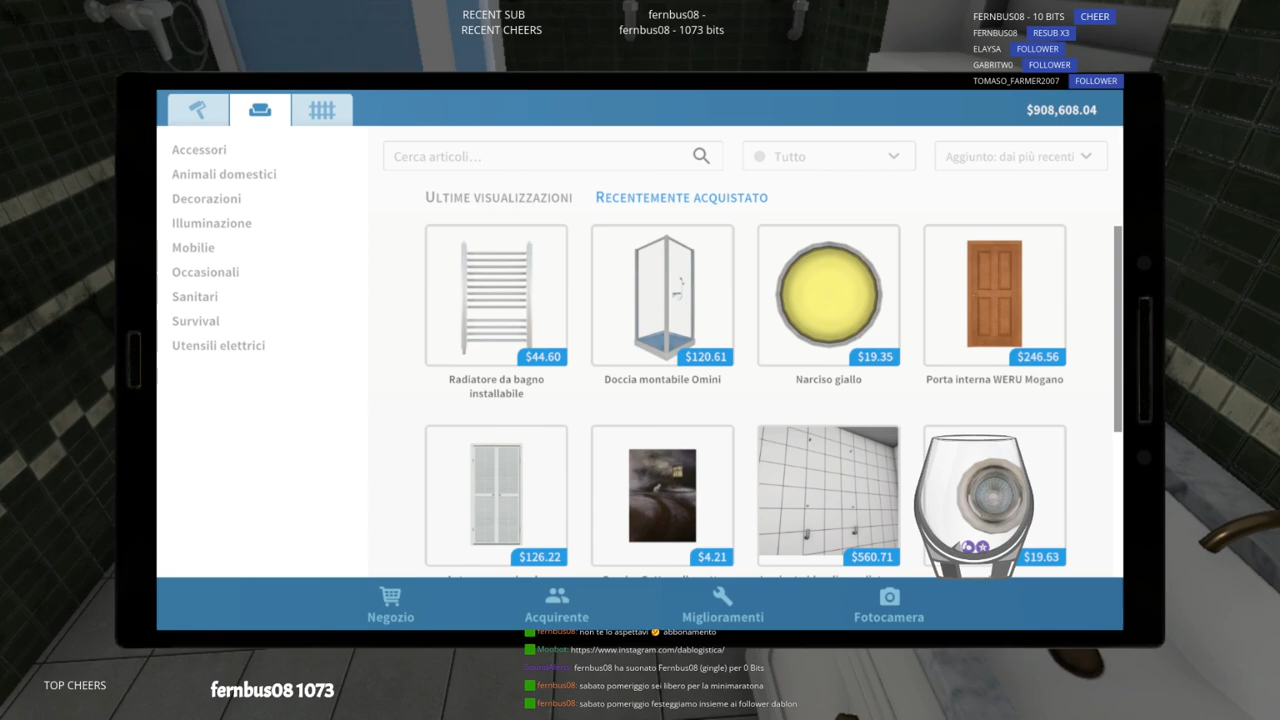 RECENT SUB
fernbus08 -
RECENT CHEERS
fernbus08 - 1073 bits
FERNBUS08 - 10 BITS CHEER
FERNBUS08 RESUB X3
ELAYSA FOLLOWER
GABRITW0 FOLLOWER
TOMASO_FARMER2007 FOLLOWER
$908,608.04
Accessori
Animali domestici
Decorazioni
Illuminazione
Mobilie
Occasionali
Sanitari
Survival
Utensili elettrici
Cerca articoli...
Tutto
Aggiunto: dai più recenti
ULTIME VISUALIZZAZIONI
RECENTEMENTE ACQUISTATO
$44.60
Radiatore da bagno
installabile
$120.61
Doccia montabile Omini
$19.35
Narciso giallo
$246.56
Porta interna WERU Mogano
$126.22
$4.21
$560.71
$19.63
Negozio
Acquirente
Miglioramenti
Fotocamera
fernbus08: non te lo aspettavi 🤔 abbonamento
Moobot: https://www.instagram.com/dablogistica/
fernbus08 ha suonato Fernbus08 (gingle) per 0 Bits
fernbus08: sabato pomeriggio sei libero per la minimaratona
fernbus08: sabato pomeriggio festeggiamo insieme ai follower dablon
TOP CHEERS
fernbus08 1073